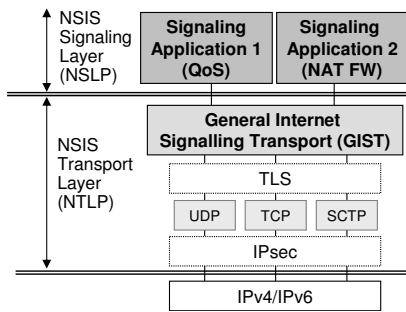 NSIS
Signaling
Layer
(NSLP)
Signaling
Application 1
(QoS)
Signaling
Application 2
(NAT FW)
NSIS
Transport
Layer
(NTLP)
General Internet
Signalling Transport (GIST)
TLS
UDP
TCP
SCTP
IPsec
IPv4/IPv6